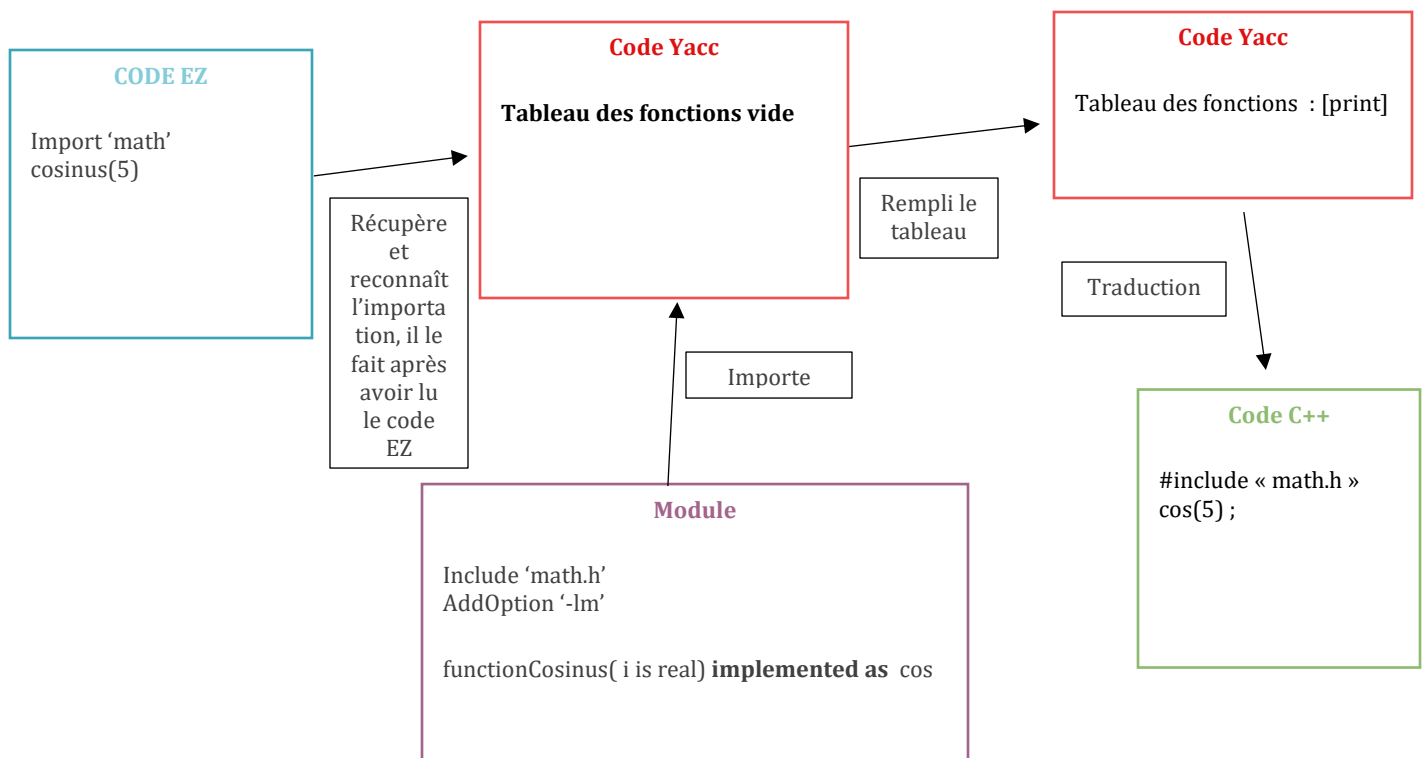 CODE EZ
Import ‘math’
cosinus(5)
Récupère
et
reconnaît
l’importa
tion, il le
fait après
avoir lu
le code
EZ
Code Yacc
Tableau des fonctions vide
Rempli le
tableau
Code Yacc
Tableau des fonctions  : [print]
Importe
Traduction
Module
Include ‘math.h’
AddOption ‘-lm’
functionCosinus( i is real) implemented as  cos
Code C++
#include « math.h »
cos(5) ;